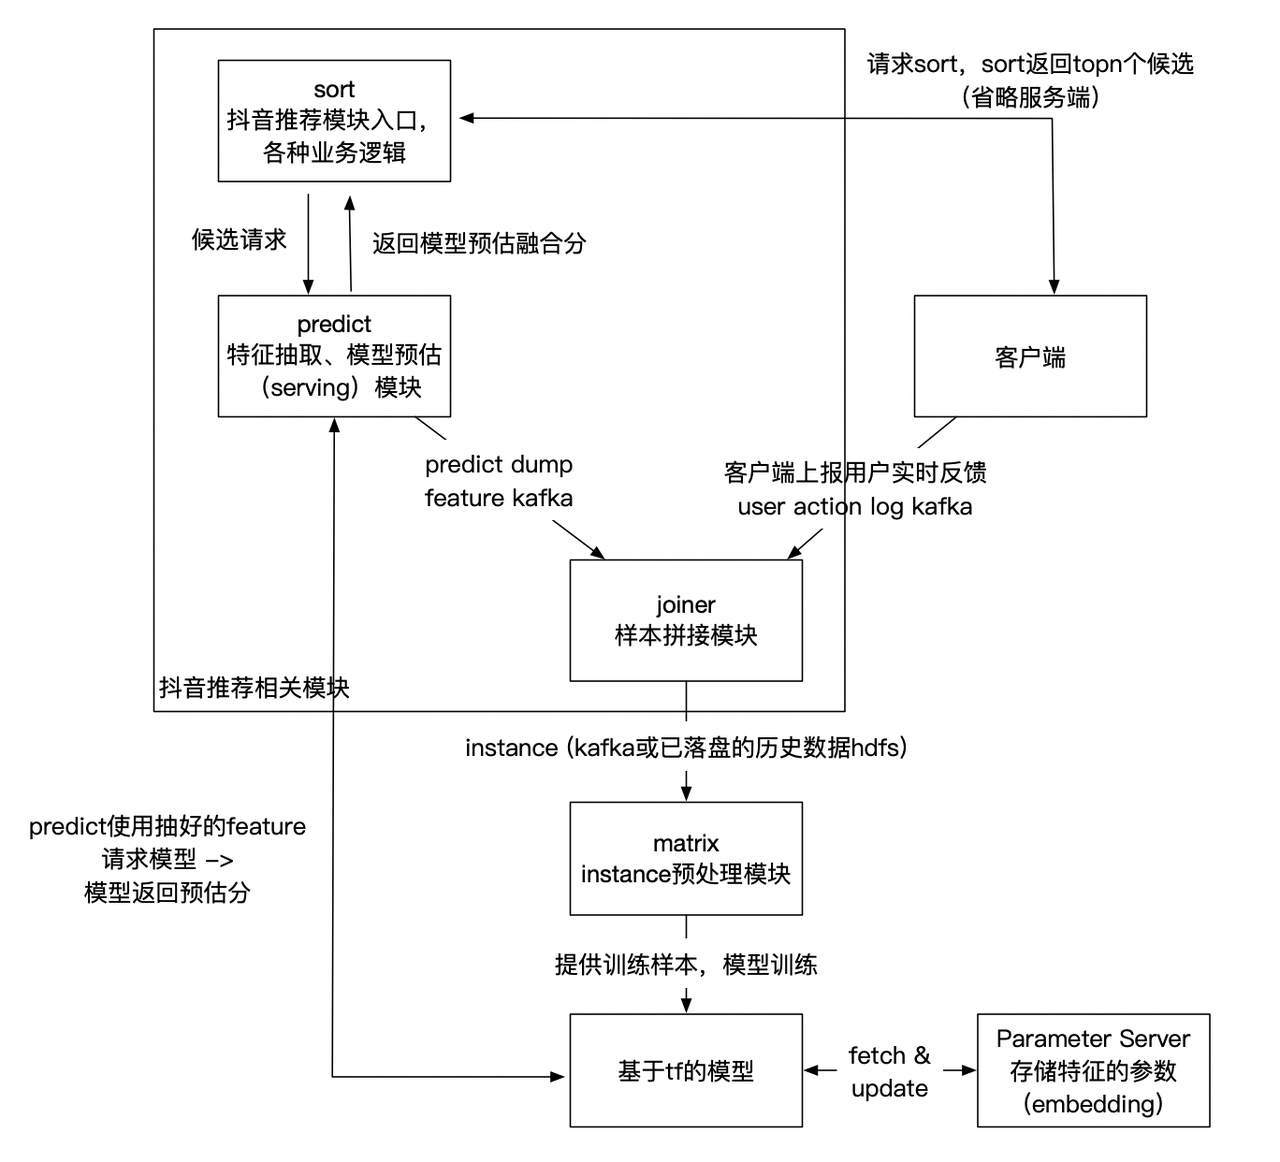 请求sort，sort返回topn个候选
（省略服务端）
sort
抖音推荐模块入口，
各种业务逻辑
候选请求
返回模型预估融合分
predict
特征抽取、模型预估
（serving）模块
客户端
predict dump
feature kafka
客户端上报用户实时反馈
user action log kafka
joiner
样本拼接模块
抖音推荐相关模块
instance (kafka或已落盘的历史数据hdfs)
predict使用抽好的feature
请求模型 –>
模型返回预估分
matrix
instance预处理模块
提供训练样本，模型训练
基于tf的模型
fetch &
update
Parameter Server
存储特征的参数
（embedding）